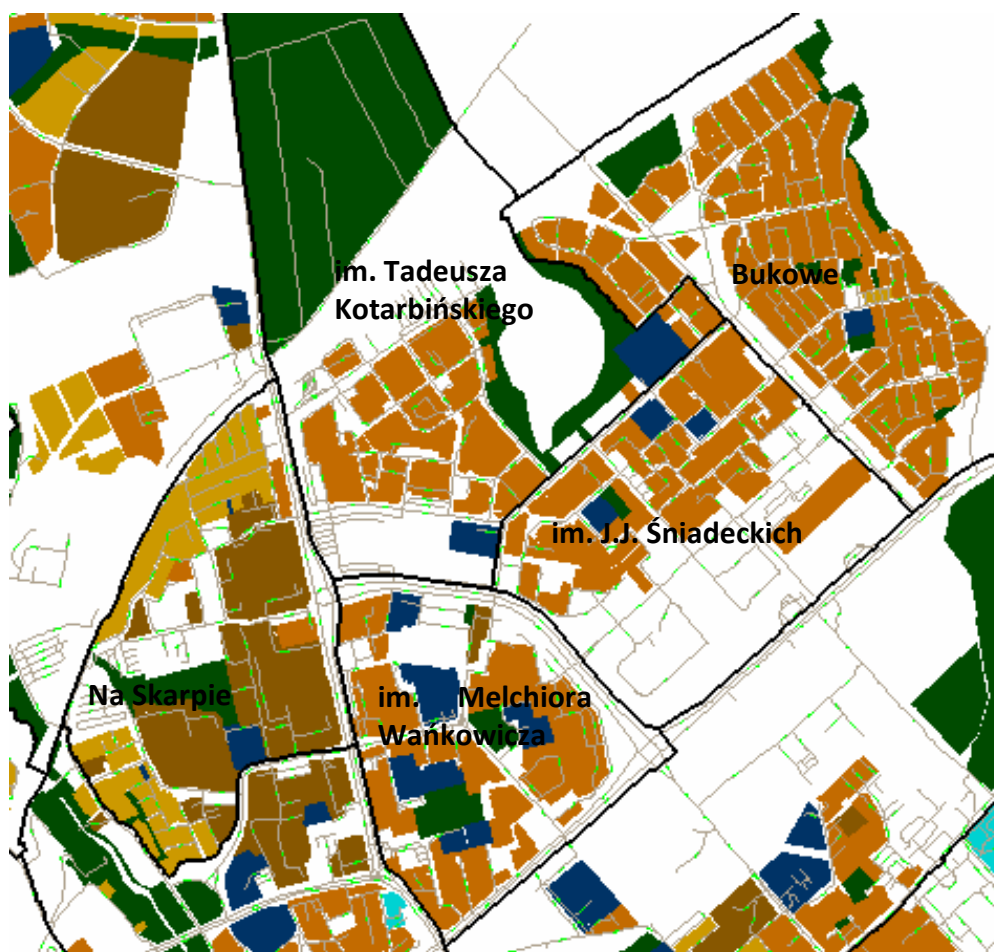 im. Tadeusza
Kotarbińskiego
Bukowe
im. J.J. Śniadeckich
Na Skarpie
im. Melchiora
Wańkowicza